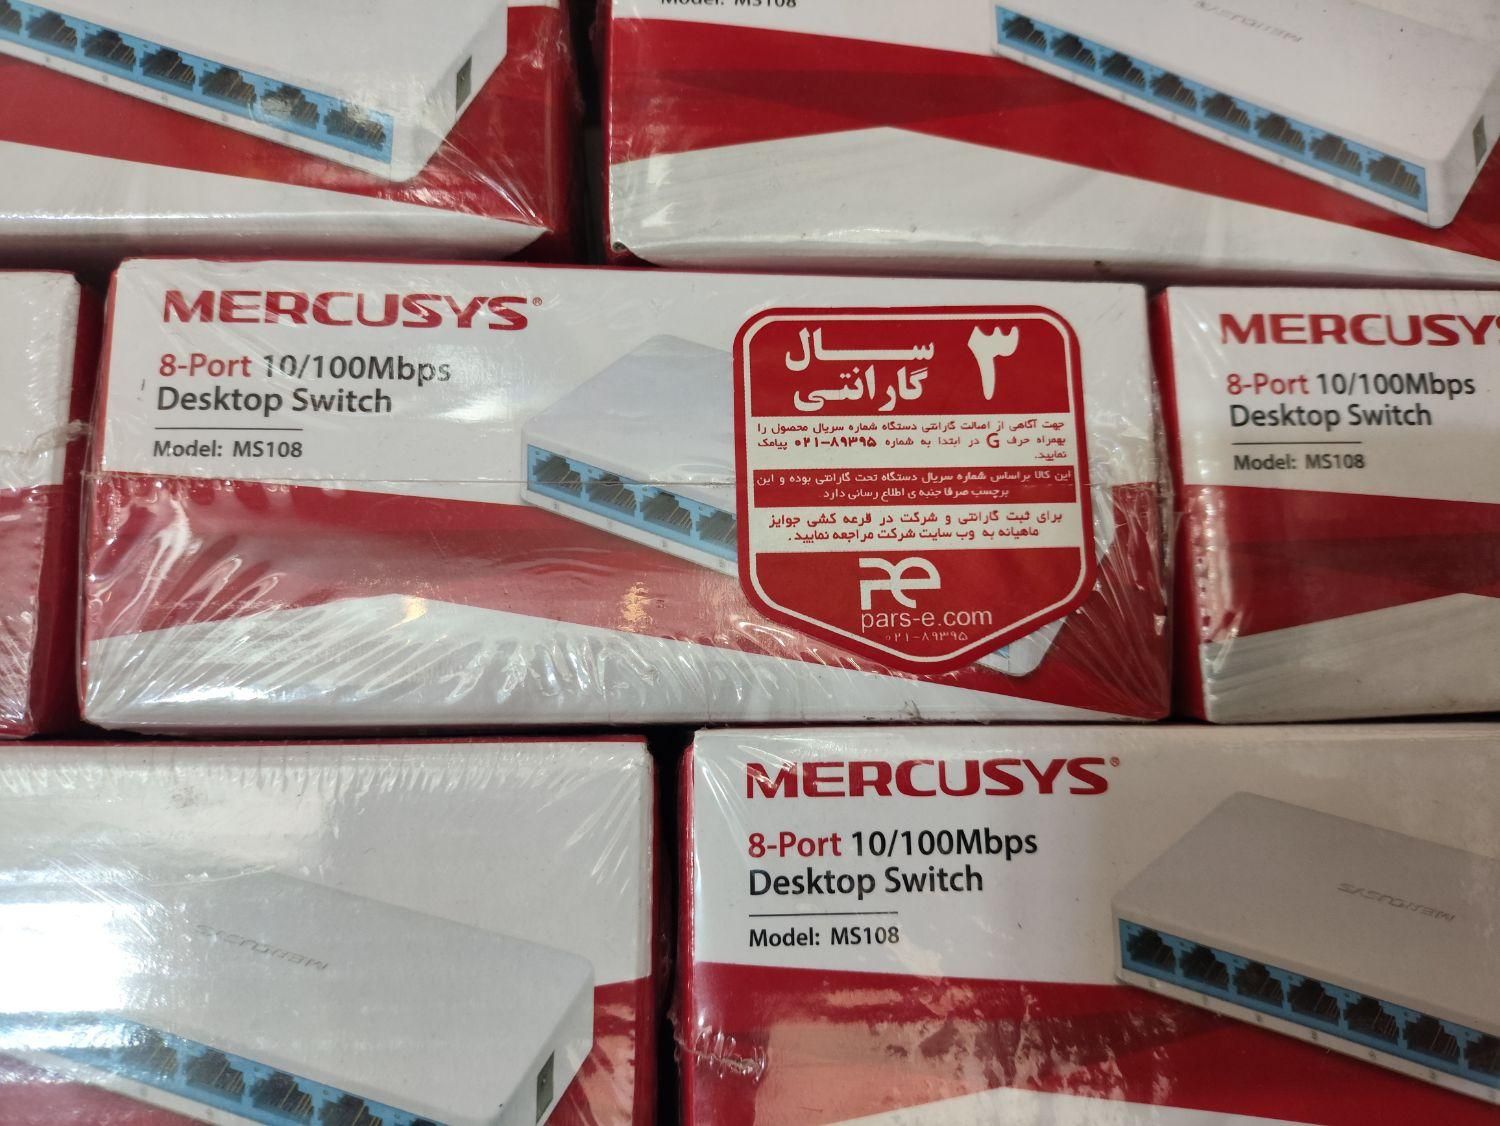 Model: MS108
MERCUSYS
MERCUSYS®
8-Port 10/100Mbps
Desktop Switch
Model: MS108
۳ سال
گارانتی
جهت آگاهی از اصالت گارانتی دستگاه شماره سریال محصول را
بهمراه حرف G در ابتدا به شماره ۸۹۳۹۵-۰۲۱ پیامک
نمایید.
این کالا براساس شماره سریال دستگاه تحت گارانتی بوده و این
برچسب صرفا جنبه ی اطلاع رسانی دارد.
برای ثبت گارانتی و شرکت در قرعه کشی جوایز
ماهیانه به وب سایت شرکت مراجعه نمایید.
pe
pars-e.com
۰۲۱-۸۹۳۹۵
MERCUSYS
8-Port 10/100Mbps
Desktop Switch
Model: MS108
MERCUSYS
MERCUSYS®
8-Port 10/100Mbps
Desktop Switch
Model: MS108
MERCUSYS